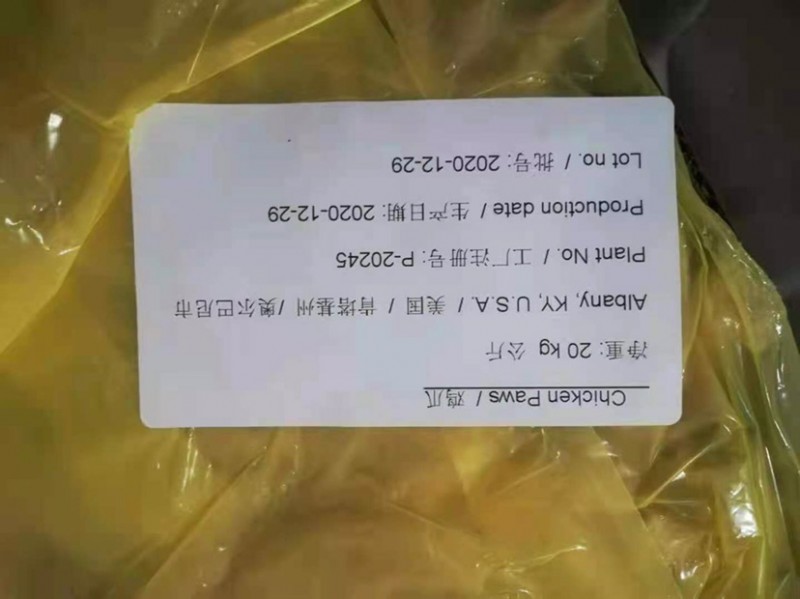 Chicken Paws / 鸡爪
净重: 20 kg 公斤
Albany, KY, U.S.A. / 美国 / 肯塔基州 /奥尔巴尼市
Plant No. / 工厂注册号: P-20245
Production date / 生产日期: 2020-12-29
Lot no. / 批号: 2020-12-29